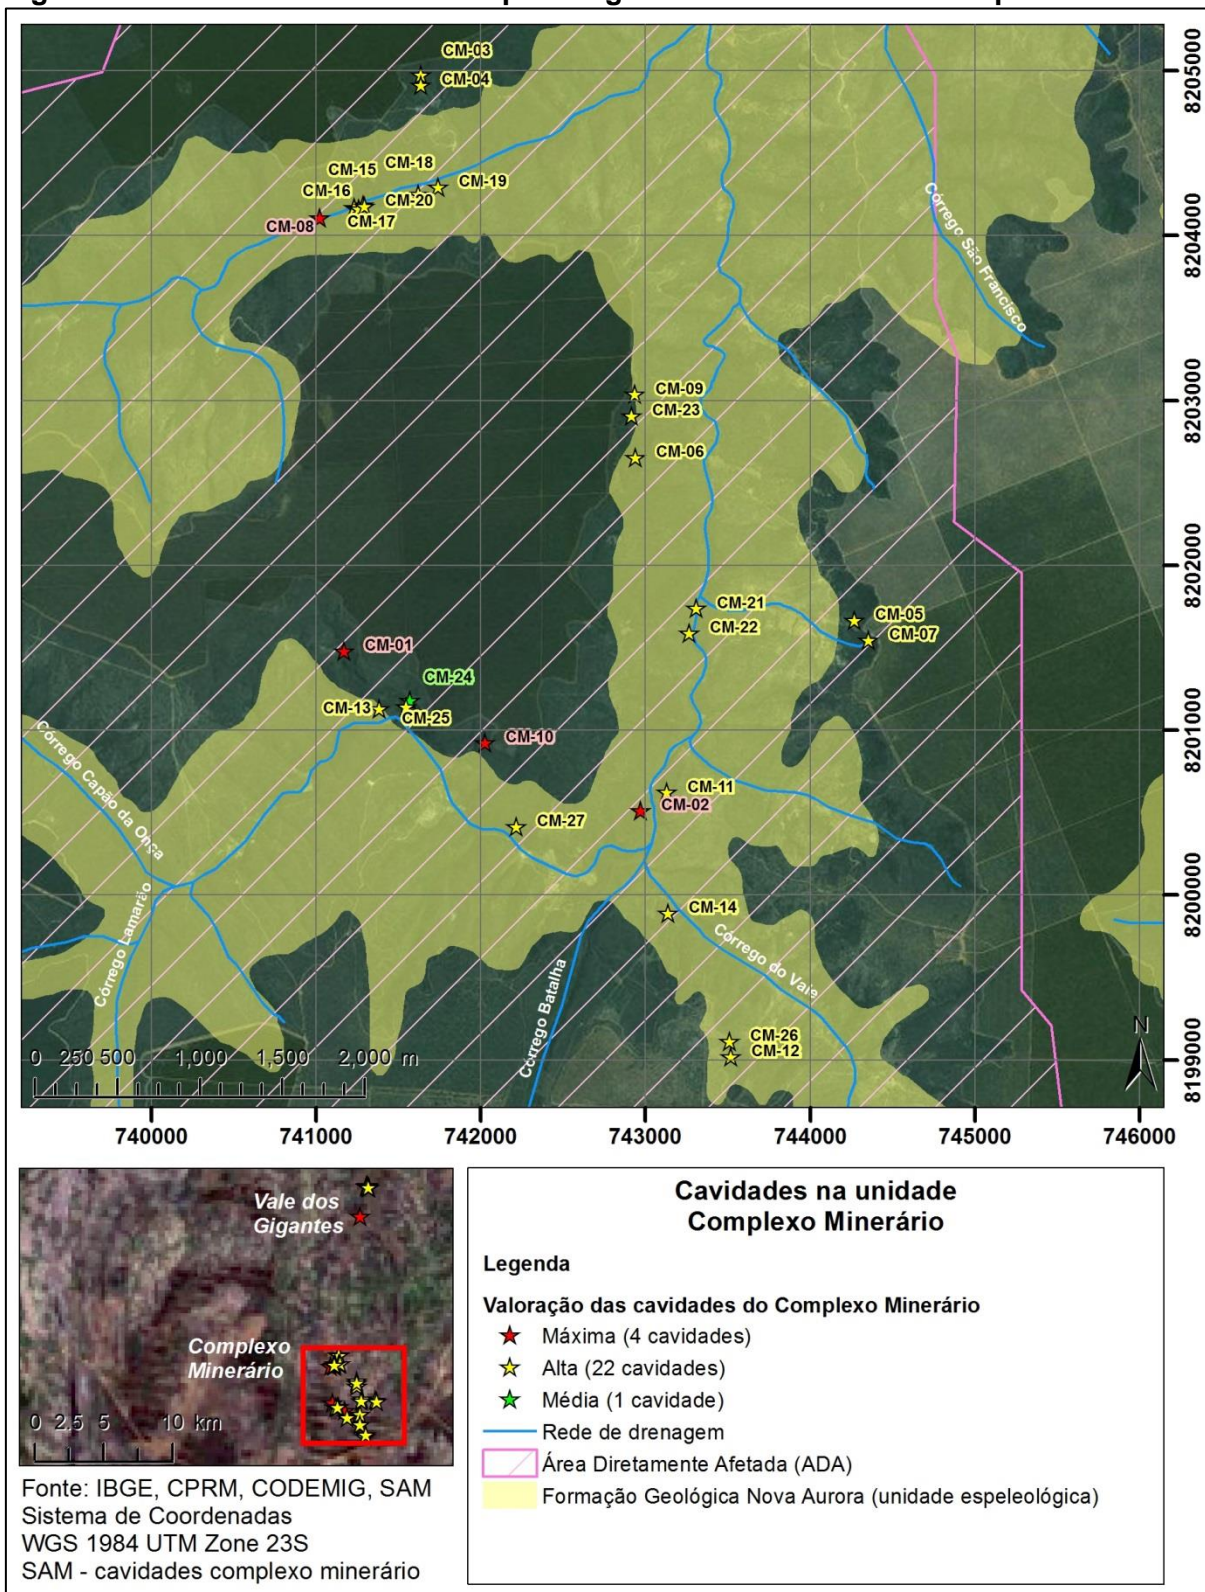 CM-03
CM-04
CM-15
CM-18
CM-16
CM-19
CM-20
CM-08
CM-17
Córrego São Francisco
CM-09
CM-23
CM-06
CM-21
CM-22
CM-05
CM-07
CM-01
CM-24
CM-13
CM-25
CM-10
CM-11
CM-02
CM-27
CM-14
CM-26
CM-12
Córrego Capão da Onça
Córrego Lamarão
Córrego Batalha
Córrego do Vale
N
0 250 500 1,000 1,500 2,000 m
8205000
8204000
8203000
8202000
8201000
8200000
8199000
740000 741000 742000 743000 744000 745000 746000
Vale dos
Gigantes
Complexo
Minerário
0 2.5 5 10 km
Fonte: IBGE, CPRM, CODEMIG, SAM
Sistema de Coordenadas
WGS 1984 UTM Zone 23S
SAM - cavidades complexo minerário
Cavidades na unidade
Complexo Minerário
Legenda
Valoração das cavidades do Complexo Minerário
Máxima (4 cavidades)
Alta (22 cavidades)
Média (1 cavidade)
Rede de drenagem
Área Diretamente Afetada (ADA)
Formação Geológica Nova Aurora (unidade espeleológica)